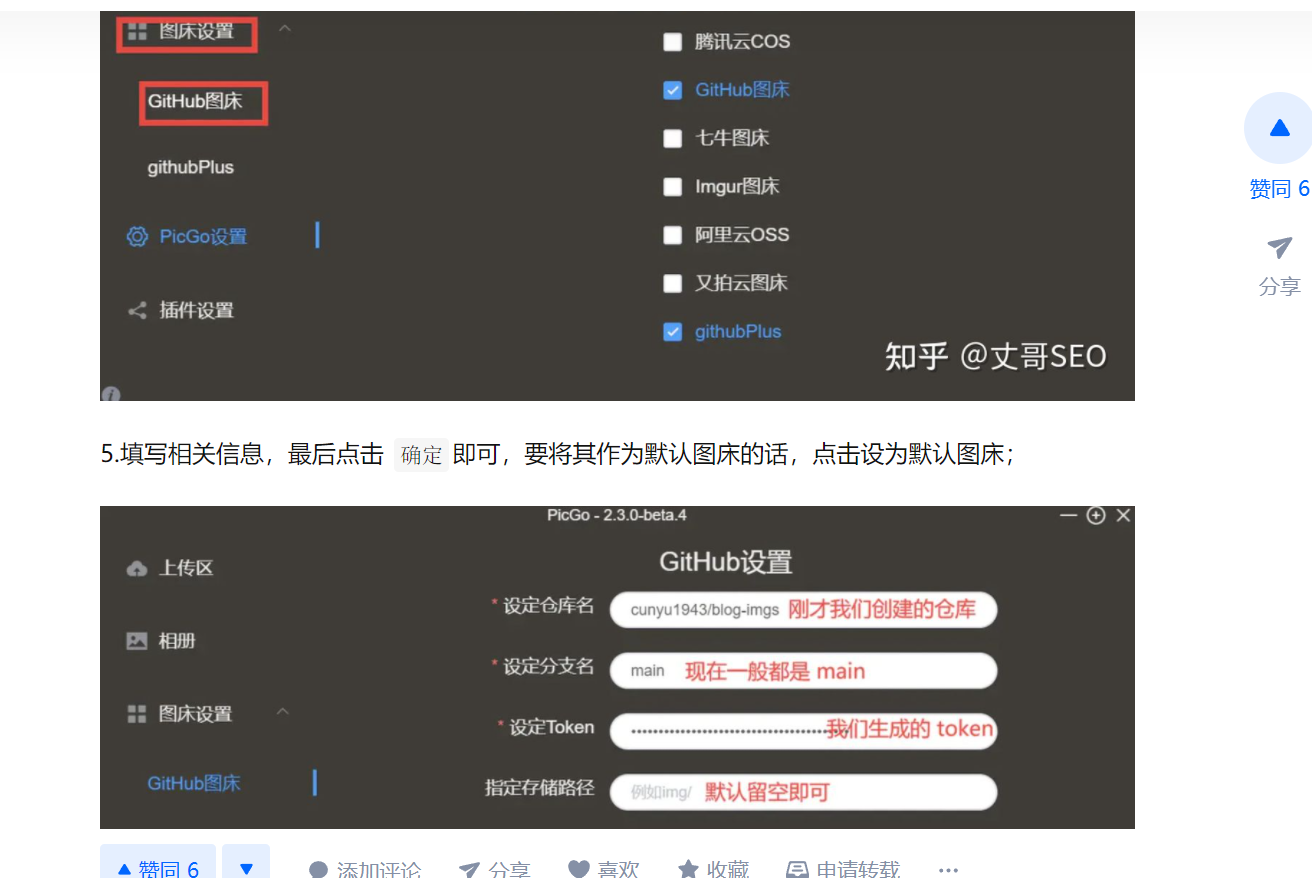 图床设置
腾讯云COS
GitHub图床
GitHub图床
七牛图床
githubPlus
Imgur图床
PicGo设置
阿里云OSS
又拍云图床
插件设置
githubPlus
知乎 @丈哥SEO
赞同 6
分享
5.填写相关信息，最后点击 确定 即可，要将其作为默认图床的话，点击设为默认图床；
PicGo - 2.3.0-beta.4
GitHub设置
上传区
* 设定仓库名 cunyu1943/blog-imgs 刚才我们创建的仓库
相册
* 设定分支名 main 现在一般都是 main
图床设置
* 设定Token 我们生成的 token
GitHub图床
指定存储路径 例如img/ 默认留空即可
赞同 6 添加评论 分享 喜欢 收藏 申请转载 ···